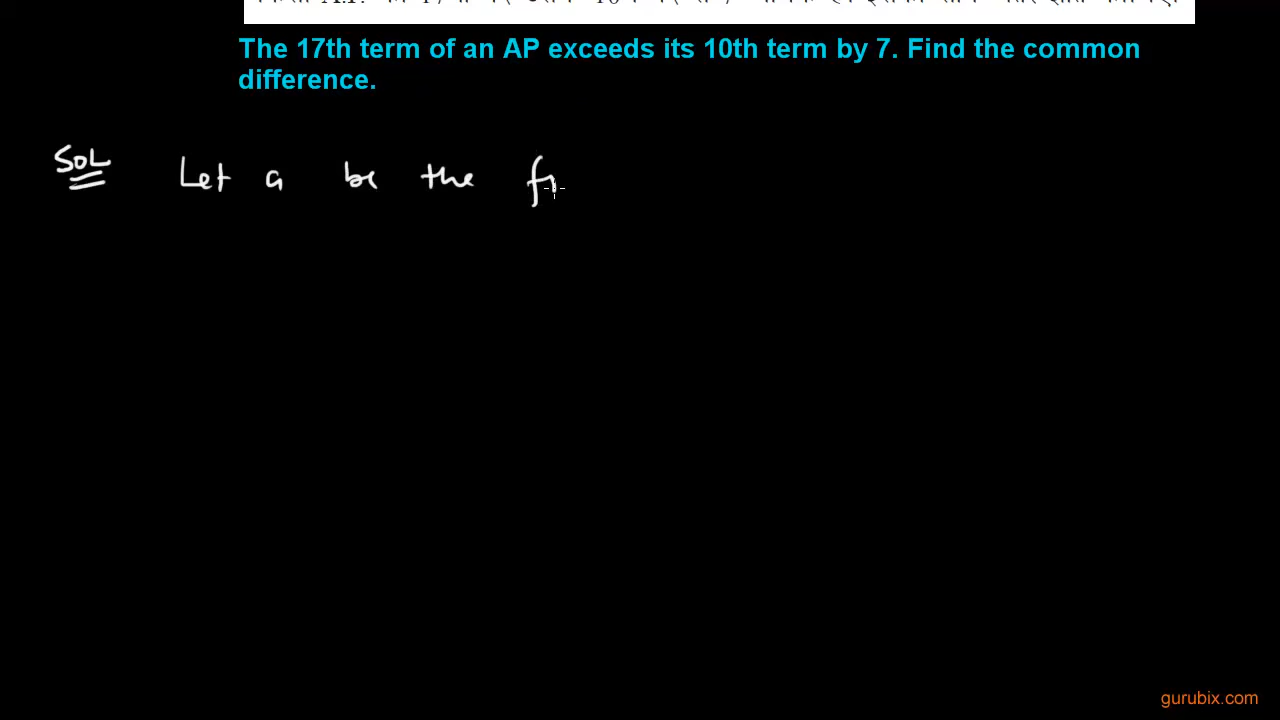 The 17th term of an AP exceeds its 10th term by 7. Find the common
difference.
SOL Let a be the
gurubix.com